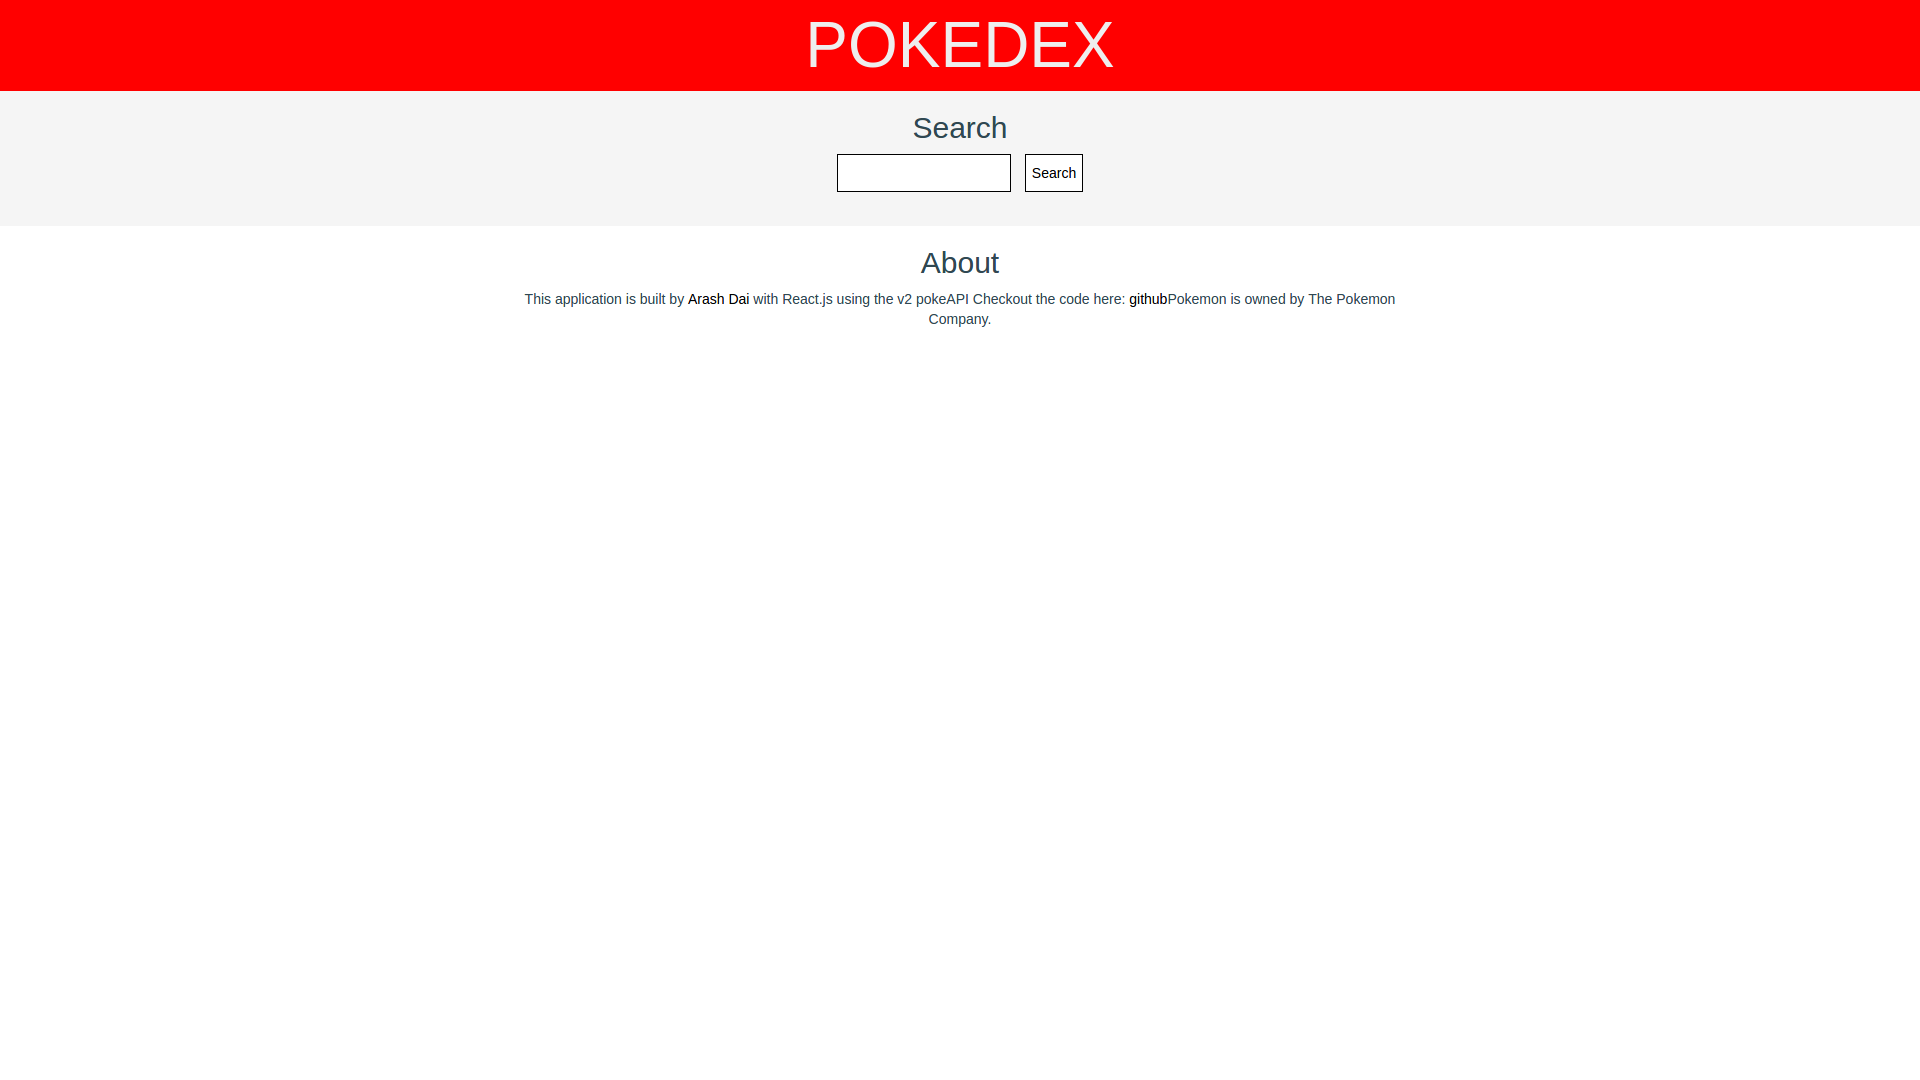 POKEDEX
Search
Search
About
This application is built by Arash Dai with React.js using the v2 pokeAPI Checkout the code here: githubPokemon is owned by The Pokemon
Company.